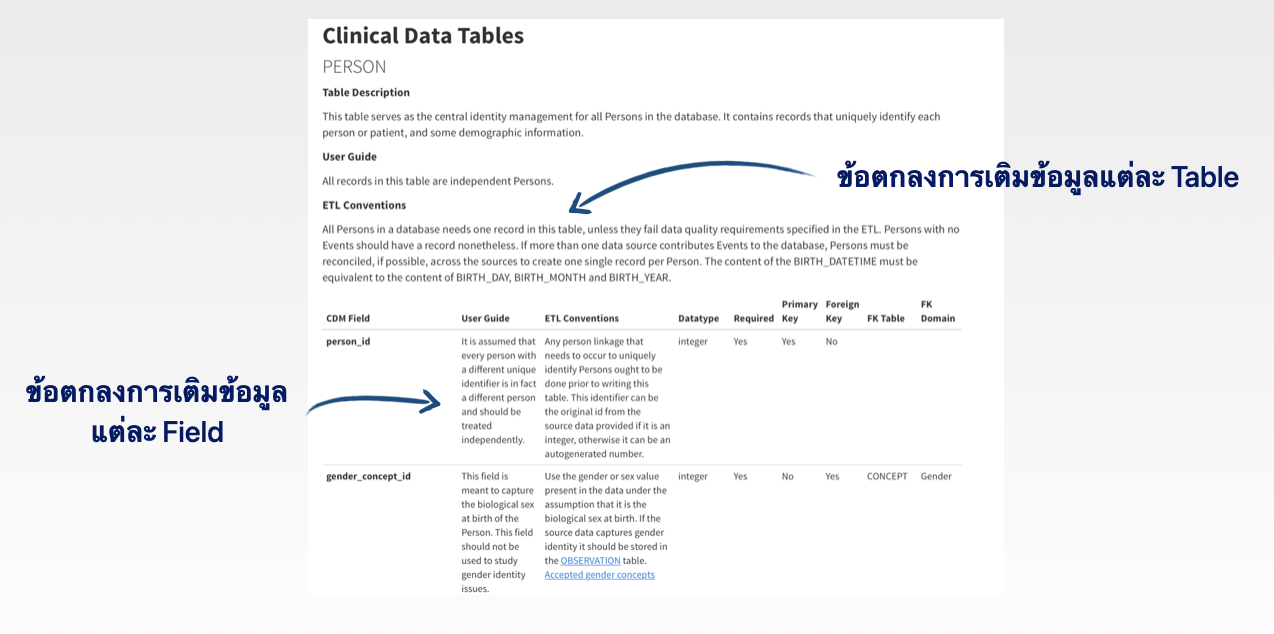 Clinical Data Tables
PERSON
Table Description
This table serves as the central identity management for all Persons in the database. It contains records that uniquely identify each
person or patient, and some demographic information.
User Guide
All records in this table are independent Persons.
ข้อตกลงการเติมข้อมูลแต่ละ Table
ETL Conventions
All Persons in a database needs one record in this table, unless they fail data quality requirements specified in the ETL. Persons with no
Events should have a record nonetheless. If more than one data source contributes Events to the database, Persons must be
reconciled, if possible, across the sources to create one single record per Person. The content of the BIRTH_DATETIME must be
equivalent to the content of BIRTH_DAY, BIRTH_MONTH and BIRTH_YEAR.
CDM Field User Guide ETL Conventions Datatype Required Primary Key Foreign Key FK Table FK Domain
person_id
It is assumed that
every person with
a different unique
identifier is in fact
a different person
and should be
treated
independently.
Any person linkage that
needs to occur to uniquely
identify Persons ought to be
done prior to writing this
table. This identifier can be
the original id from the
source data provided if it is an
integer, otherwise it can be an
autogenerated number.
integer Yes Yes No
ข้อตกลงการเติมข้อมูล
แต่ละ Field
gender_concept_id
This field is
meant to capture
the biological sex
at birth of the
Person. This field
should not be
used to study
gender identity
issues.
Use the gender or sex value
present in the data under the
assumption that it is the
biological sex at birth. If the
source data captures gender
identity it should be stored in
the OBSERVATION table.
Accepted gender concepts
integer Yes No Yes CONCEPT Gender